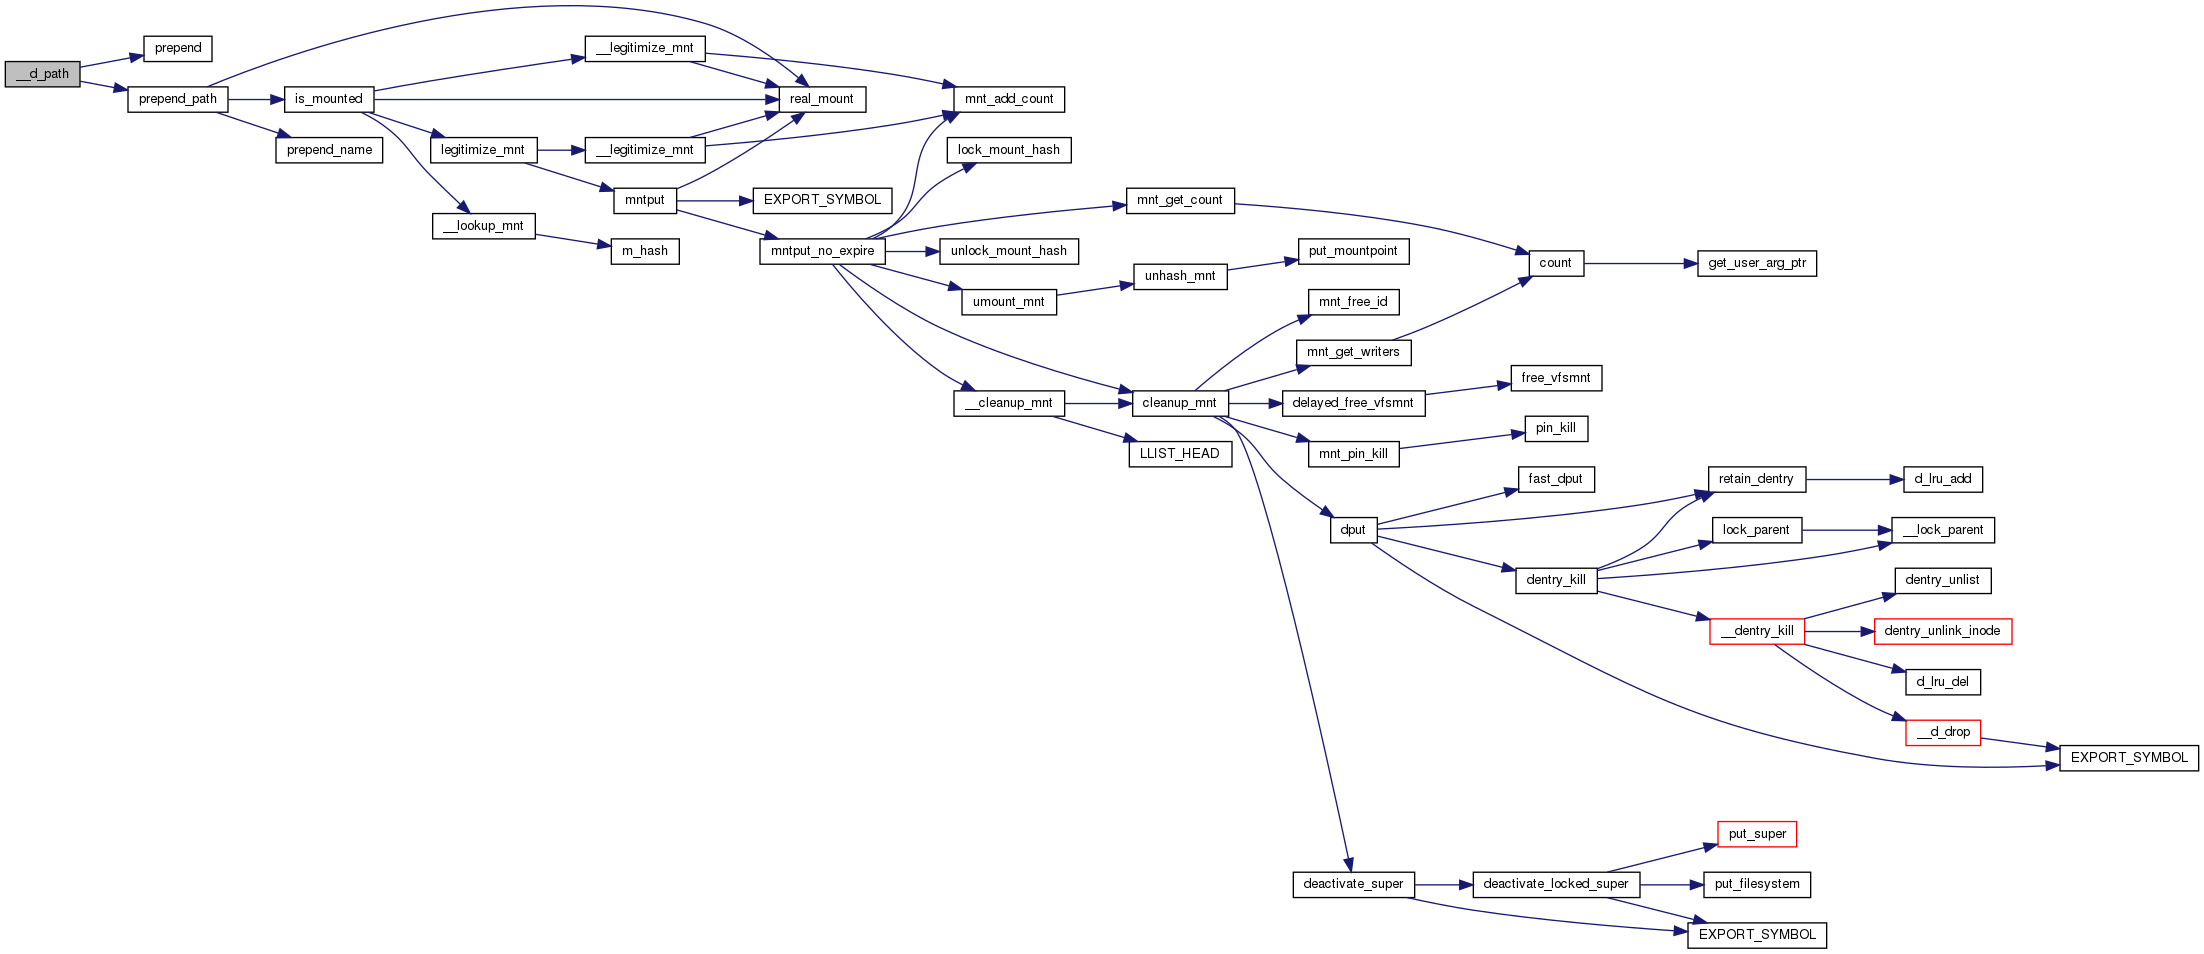 __d_path
prepend
prepend_path
is_mounted
prepend_name
__legitimize_mnt
real_mount
mnt_add_count
legitimize_mnt
__legitimize_mnt
lock_mount_hash
mntput
EXPORT_SYMBOL
mnt_get_count
__lookup_mnt
m_hash
mntput_no_expire
unlock_mount_hash
put_mountpoint
count
get_user_arg_ptr
umount_mnt
unhash_mnt
mnt_free_id
mnt_get_writers
__cleanup_mnt
cleanup_mnt
delayed_free_vfsmnt
free_vfsmnt
LLIST_HEAD
mnt_pin_kill
pin_kill
fast_dput
retain_dentry
d_lru_add
dput
lock_parent
__lock_parent
dentry_kill
dentry_unlist
__dentry_kill
dentry_unlink_inode
d_lru_del
__d_drop
EXPORT_SYMBOL
put_super
deactivate_super
deactivate_locked_super
put_filesystem
EXPORT_SYMBOL